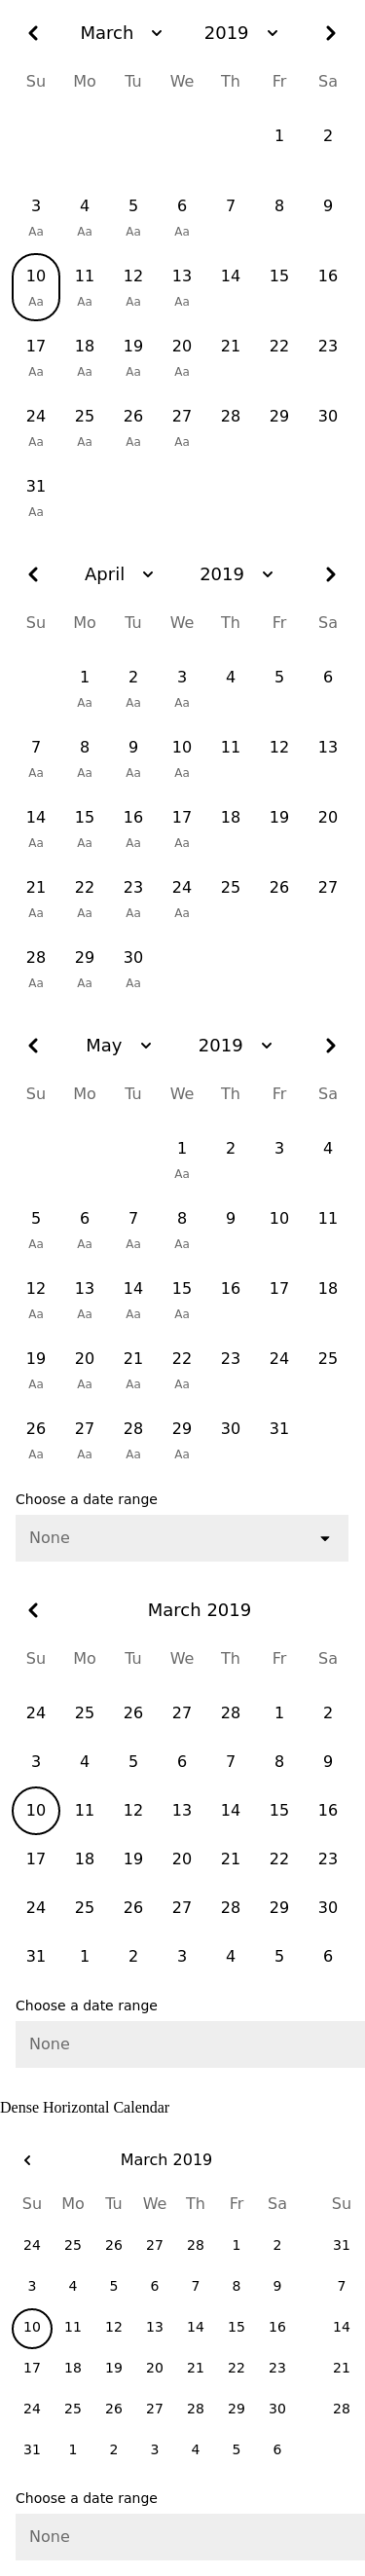 March 2019
Su Mo Tu We Th Fr Sa
1 2
3 4 5 6 7 8 9
Aa Aa Aa Aa
10 11 12 13 14 15 16
Aa Aa Aa Aa
17 18 19 20 21 22 23
Aa Aa Aa Aa
24 25 26 27 28 29 30
Aa Aa Aa Aa
31
Aa
April 2019
Su Mo Tu We Th Fr Sa
1 2 3 4 5 6
Aa Aa Aa
7 8 9 10 11 12 13
Aa Aa Aa Aa
14 15 16 17 18 19 20
Aa Aa Aa Aa
21 22 23 24 25 26 27
Aa Aa Aa Aa
28 29 30
Aa Aa Aa
May 2019
Su Mo Tu We Th Fr Sa
1 2 3 4
Aa
5 6 7 8 9 10 11
Aa Aa Aa Aa
12 13 14 15 16 17 18
Aa Aa Aa Aa
19 20 21 22 23 24 25
Aa Aa Aa Aa
26 27 28 29 30 31
Aa Aa Aa Aa
Choose a date range
None
March 2019
Su Mo Tu We Th Fr Sa
24 25 26 27 28 1 2
3 4 5 6 7 8 9
10 11 12 13 14 15 16
17 18 19 20 21 22 23
24 25 26 27 28 29 30
31 1 2 3 4 5 6
Choose a date range
None
Dense Horizontal Calendar
March 2019
Su Mo Tu We Th Fr Sa Su
24 25 26 27 28 1 2 31
3 4 5 6 7 8 9 7
10 11 12 13 14 15 16 14
17 18 19 20 21 22 23 21
24 25 26 27 28 29 30 28
31 1 2 3 4 5 6
Choose a date range
None